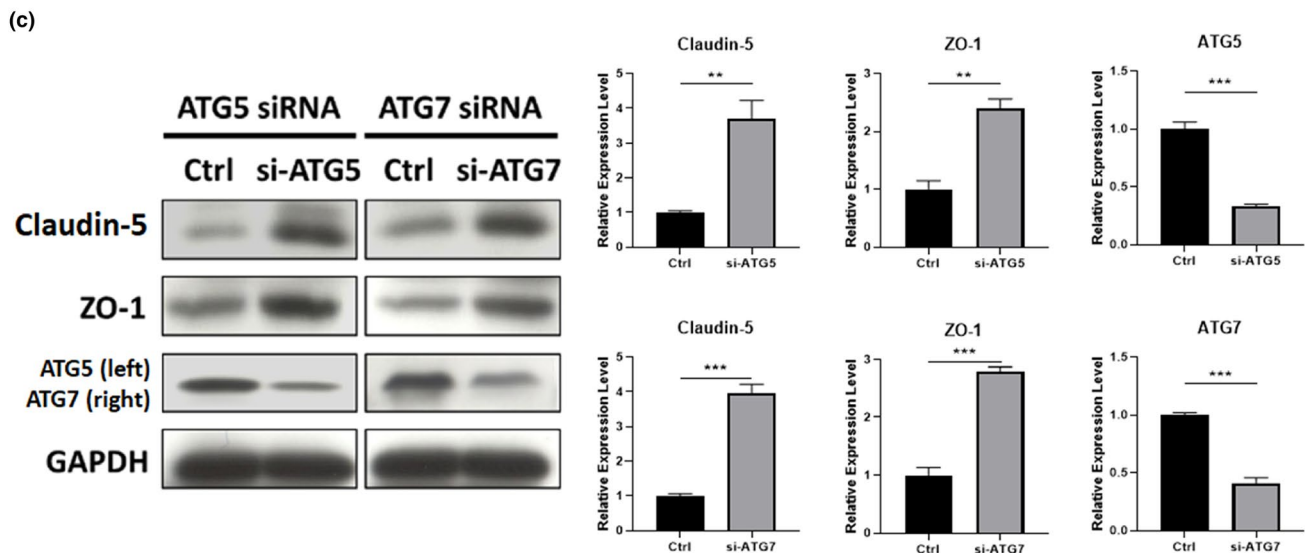 (c)
ATG5 siRNA ATG7 siRNA
Ctrl si-ATG5 Ctrl si-ATG7
Claudin-5
ZO-1
ATG5 (left)
ATG7 (right)
GAPDH
Claudin-5
Relative Expression Level
5
4
3
2
1
0
**
Ctrl si-ATG5
ZO-1
Relative Expression Level
3
2
1
0
**
Ctrl si-ATG5
ATG5
Relative Expression Level
1.5
1.0
0.5
0.0
***
Ctrl si-ATG5
Claudin-5
Relative Expression Level
5
4
3
2
1
0
***
Ctrl si-ATG7
ZO-1
Relative Expression Level
3
2
1
0
***
Ctrl si-ATG7
ATG7
Relative Expression Level
1.5
1.0
0.5
0.0
***
Ctrl si-ATG7